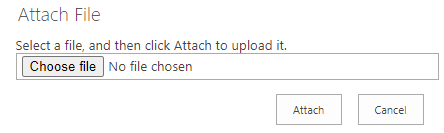 Attach File
Select a file, and then click Attach to upload it.
Choose file No file chosen
Attach Cancel